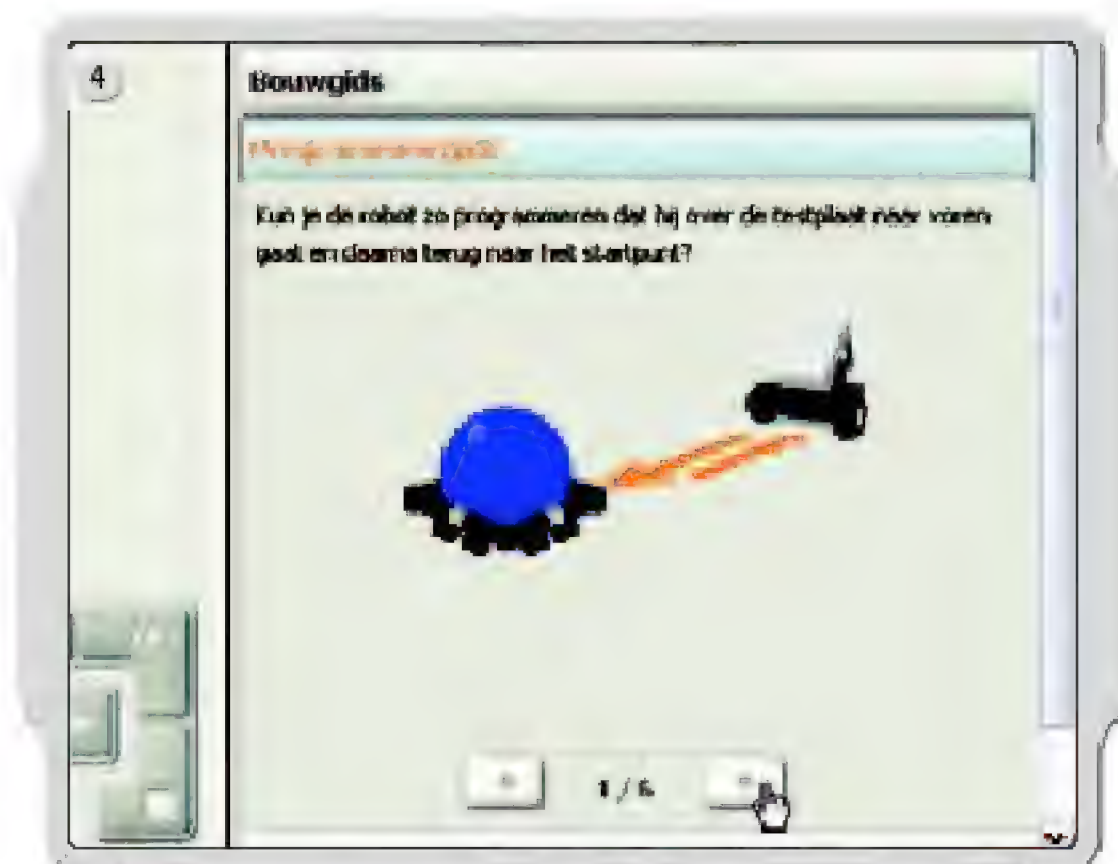 4
Bouwgids
Kun je de robot zo programmeren dat hij over de testplaat naar voren
gaat en daarna terug naar het startpunt?
1 / 6